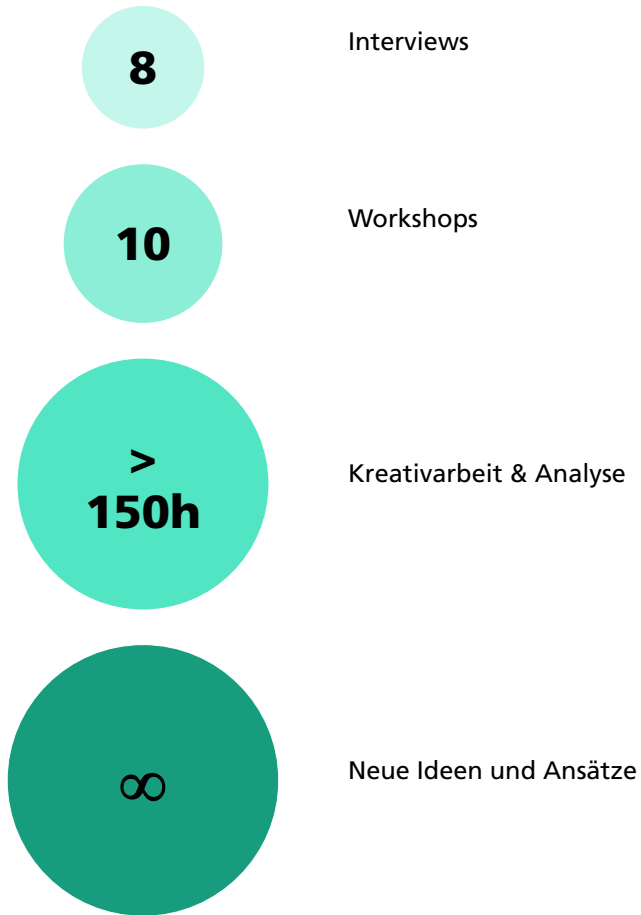 8
Interviews
10
Workshops
>
150h
Kreativarbeit & Analyse
∞
Neue Ideen und Ansätze